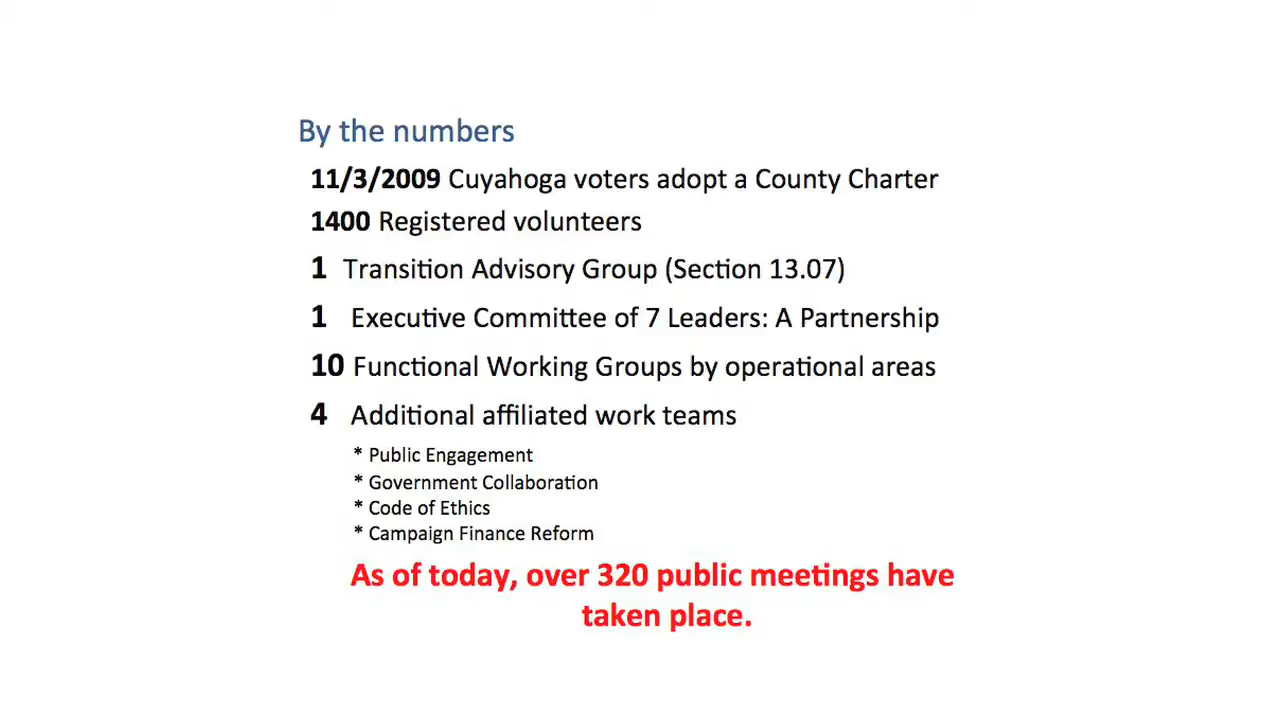 By the numbers
11/3/2009 Cuyahoga voters adopt a County Charter
1400 Registered volunteers
1 Transition Advisory Group (Section 13.07)
1 Executive Committee of 7 Leaders: A Partnership
10 Functional Working Groups by operational areas
4 Additional affiliated work teams
* Public Engagement
* Government Collaboration
* Code of Ethics
* Campaign Finance Reform
As of today, over 320 public meetings have
taken place.